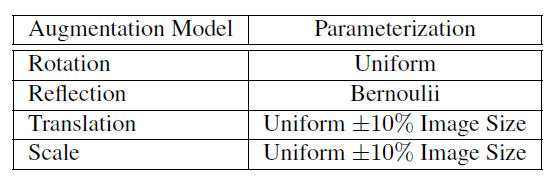 Augmentation Model Parameterization
Rotation Uniform
Reflection Bernoulii
Translation Uniform ±10% Image Size
Scale Uniform ±10% Image Size